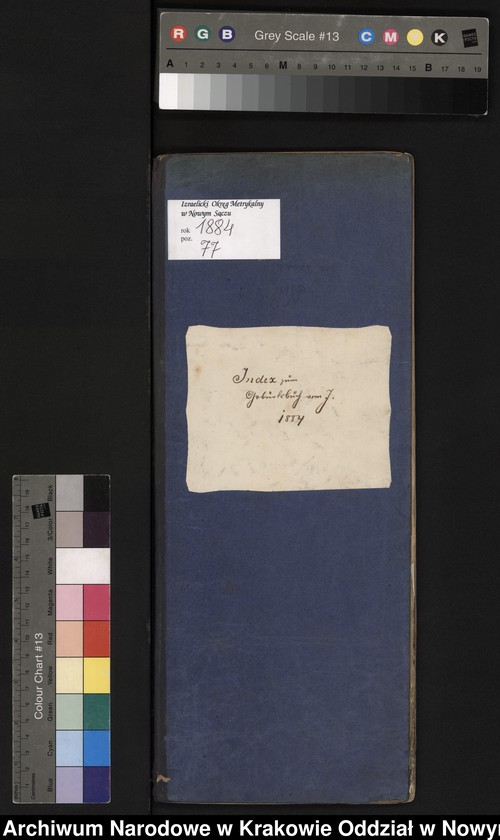 R G B Grey Scale #13 C M Y K
A 1 2 3 4 5 6 M 8 9 10 11 12 13 14 15 B 17 18 19
Izraelicki Okręg Metrykalny
w Nowym Sączu
rok 1884
poz. 77
Index zum
Geburtsbuch vom J.
1884
Colour Chart #13
Blue Cyan Green Yellow Red Magenta White 3/Color Black
Archiwum Narodowe w Krakowie Oddział w Nowy